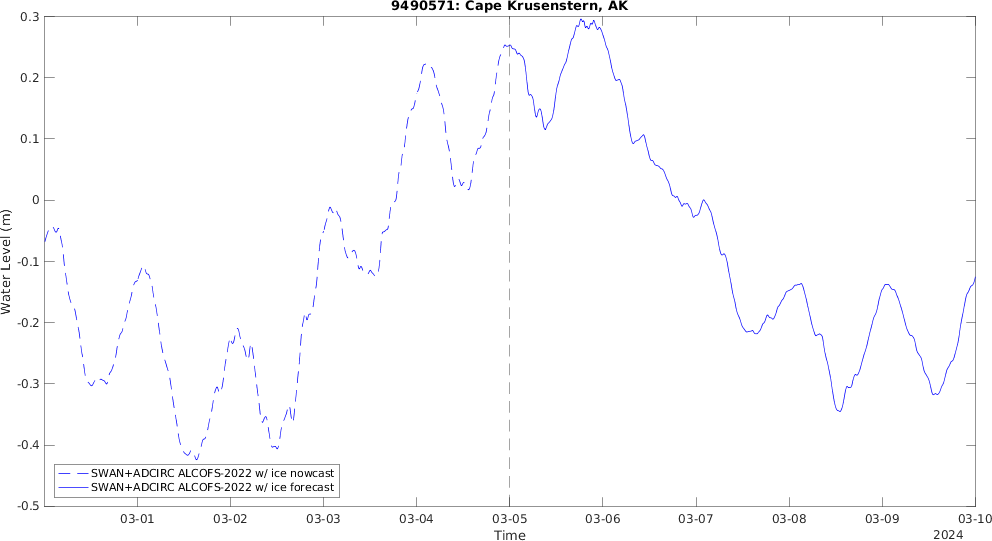 9490571: Cape Krusenstern, AK
0.3
0.2
0.1
0
-0.1
-0.2
-0.3
-0.4
-0.5
Water Level (m)
SWAN+ADCIRC ALCOFS-2022 w/ ice nowcast
SWAN+ADCIRC ALCOFS-2022 w/ ice forecast
03-01 03-02 03-03 03-04 03-05 03-06 03-07 03-08 03-09 03-10
Time
2024